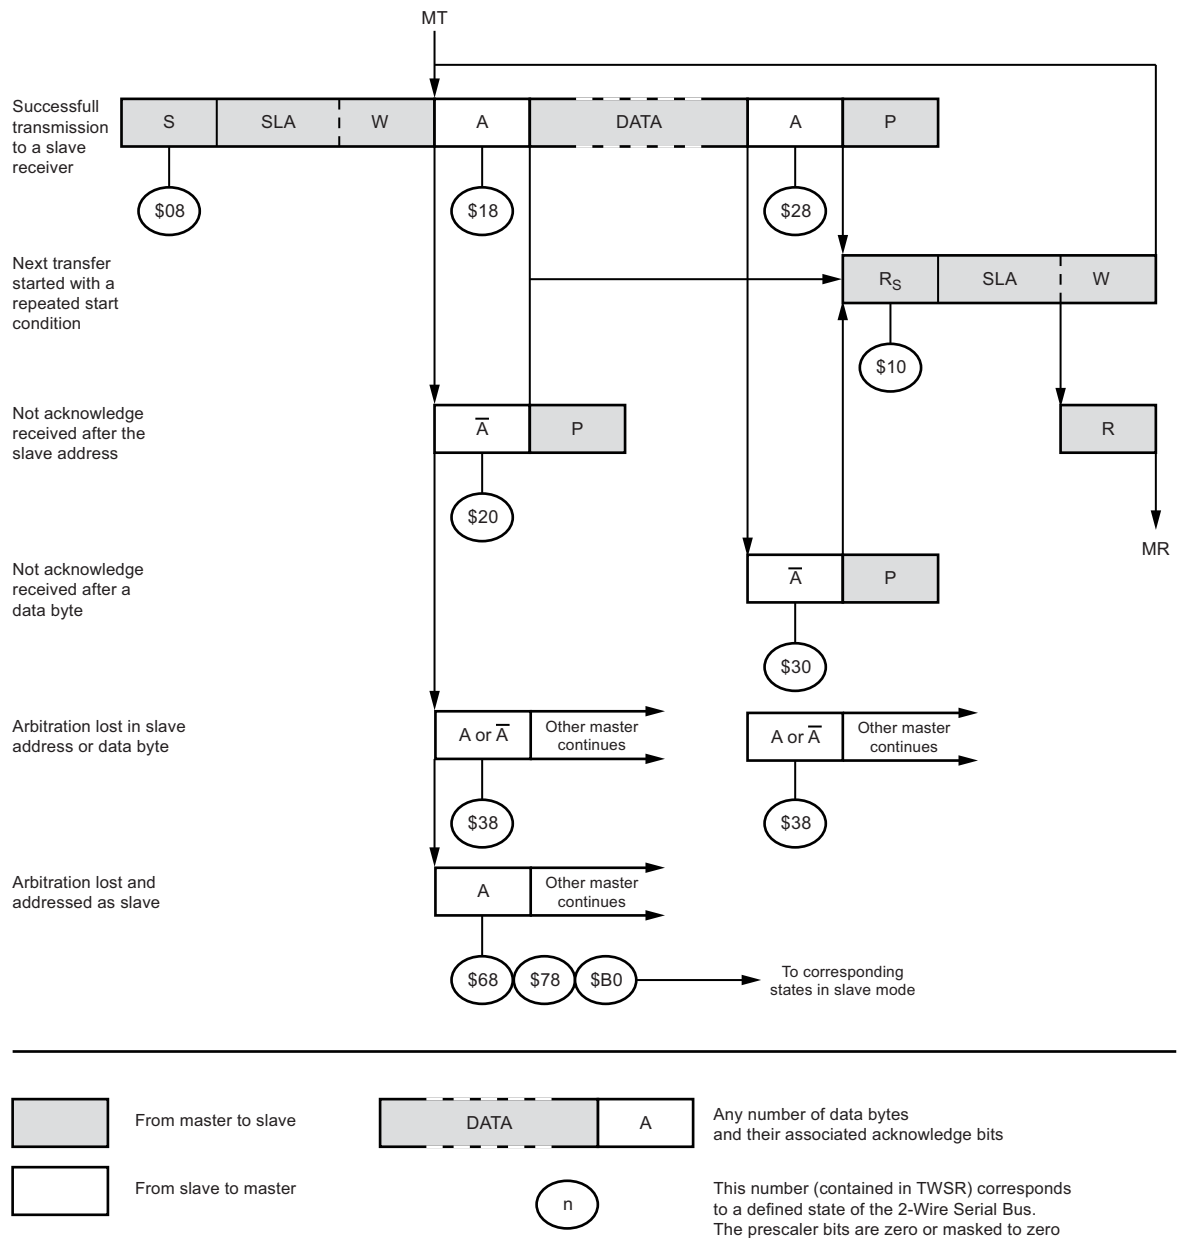 MT
Successfull
transmission
to a slave
receiver
S SLA W A DATA A P
$08 $18 $28
Next transfer
started with a
repeated start
condition
RS SLA W
$10
Not acknowledge
received after the
slave address
A̅ P
R
$20
MR
Not acknowledge
received after a
data byte
A̅ P
$30
Arbitration lost in slave
address or data byte
A or A̅
Other master
continues
A or A̅
Other master
continues
$38 $38
Arbitration lost and
addressed as slave
A
Other master
continues
$68 $78 $B0
To corresponding
states in slave mode
From master to slave
DATA A
Any number of data bytes
and their associated acknowledge bits
From slave to master
n
This number (contained in TWSR) corresponds
to a defined state of the 2-Wire Serial Bus.
The prescaler bits are zero or masked to zero